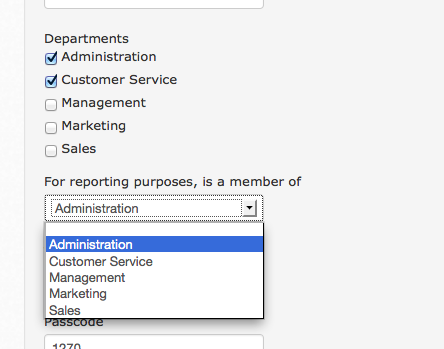 Departments
Administration
Customer Service
Management
Marketing
Sales
For reporting purposes, is a member of
Administration
Administration
Customer Service
Management
Marketing
Sales
Passcode
1270